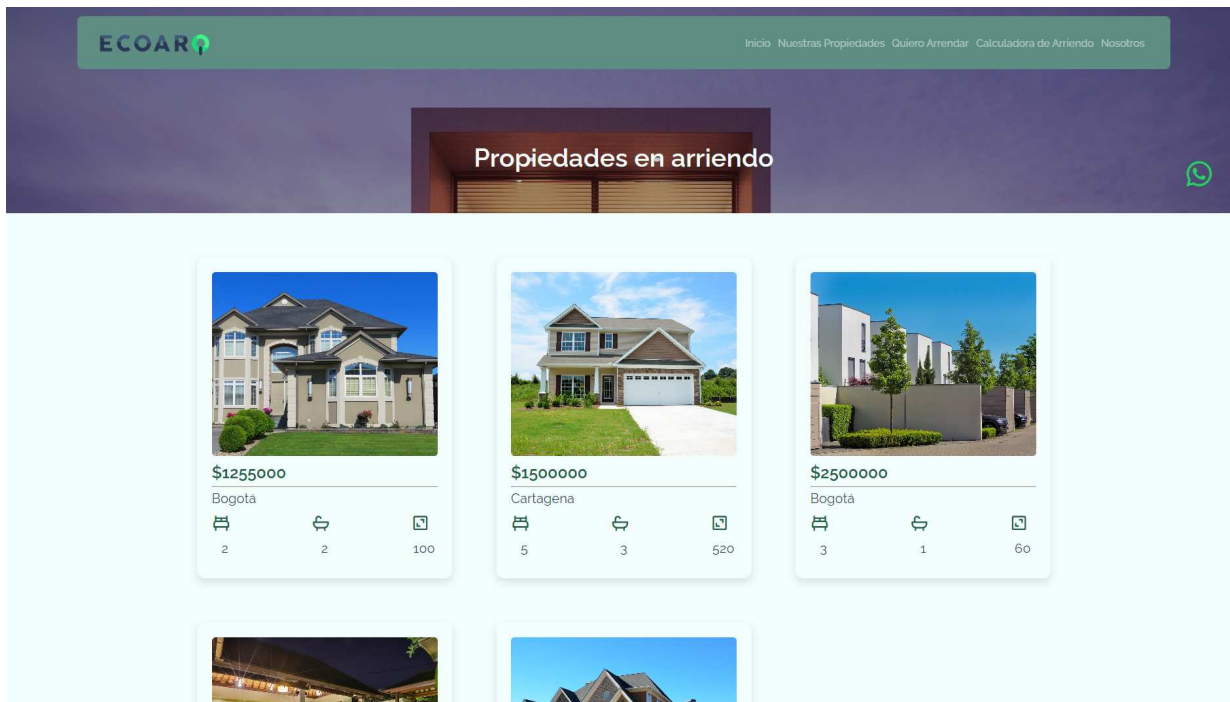 ECOARQ
Inicio Nuestras Propiedades Quiero Arrendar Calculadora de Arriendo Nosotros
Propiedades en arriendo
$1255000 $1500000 $2500000
Bogotá Cartagena Bogotá
2 2 100 5 3 520 3 1 60